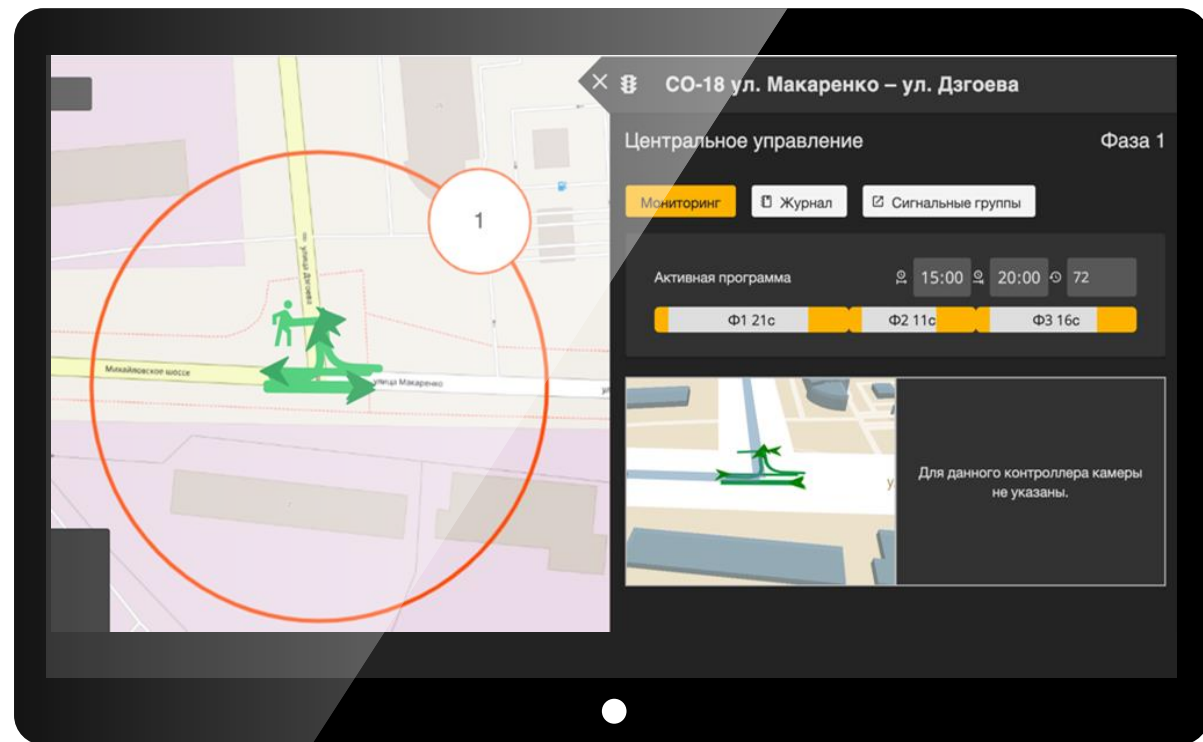 СО-18 ул. Макаренко – ул. Дзгоева
Центральное управление
Фаза 1
Мониторинг
Журнал
Сигнальные группы
Активная программа
15:00
20:00
72
Ф1 21с
Ф2 11с
Ф3 16с
1
улица Дзгоева
Михайловское шоссе
улица Макаренко
Для данного контроллера камеры
не указаны.